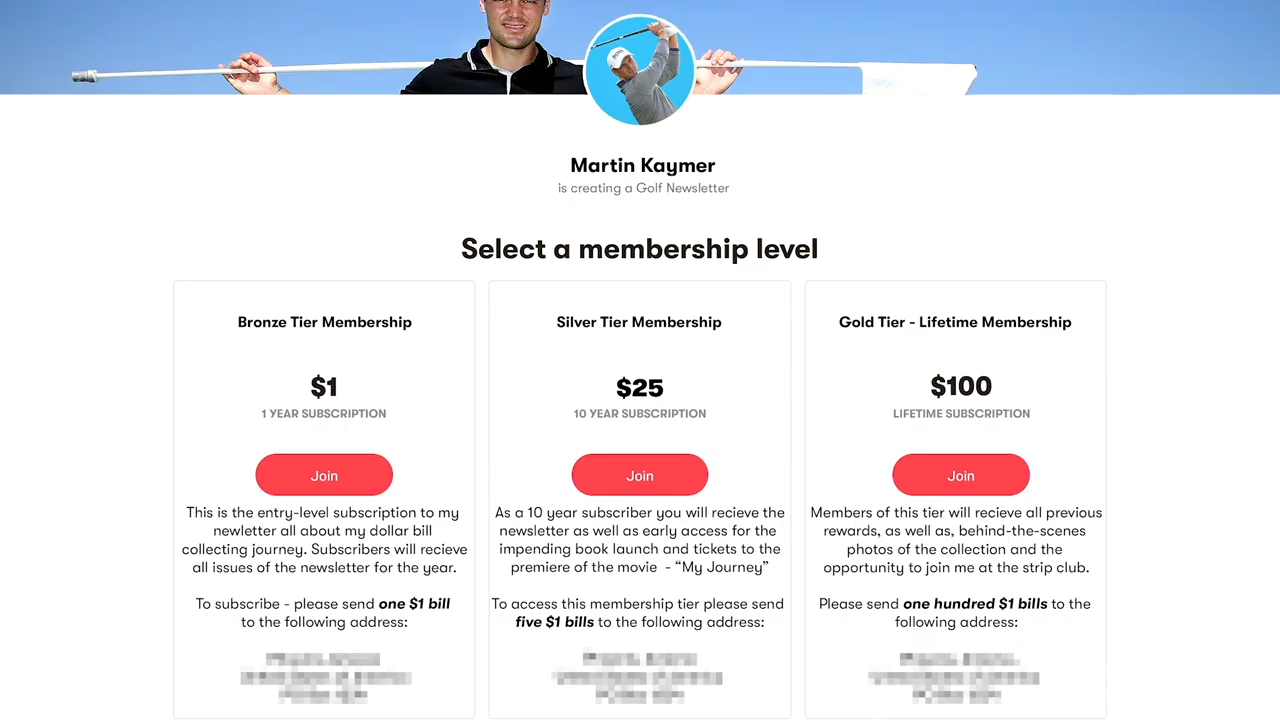 Martin Kaymer
is creating a Golf Newsletter
Select a membership level
Bronze Tier Membership
$1
1 YEAR SUBSCRIPTION
Join
This is the entry-level subscription to my
newletter all about my dollar bill
collecting journey. Subscribers will recieve
all issues of the newsletter for the year.
To subscribe - please send one $1 bill
to the following address:
Silver Tier Membership
$25
10 YEAR SUBSCRIPTION
Join
As a 10 year subscriber you will recieve the
newsletter as well as early access for the
impending book launch and tickets to the
premiere of the movie - “My Journey”
To access this membership tier please send
five $1 bills to the following address:
Gold Tier - Lifetime Membership
$100
LIFETIME SUBSCRIPTION
Join
Members of this tier will recieve all previous
rewards, as well as, behind-the-scenes
photos of the collection and the
opportunity to join me at the strip club.
Please send one hundred $1 bills to the
following address: